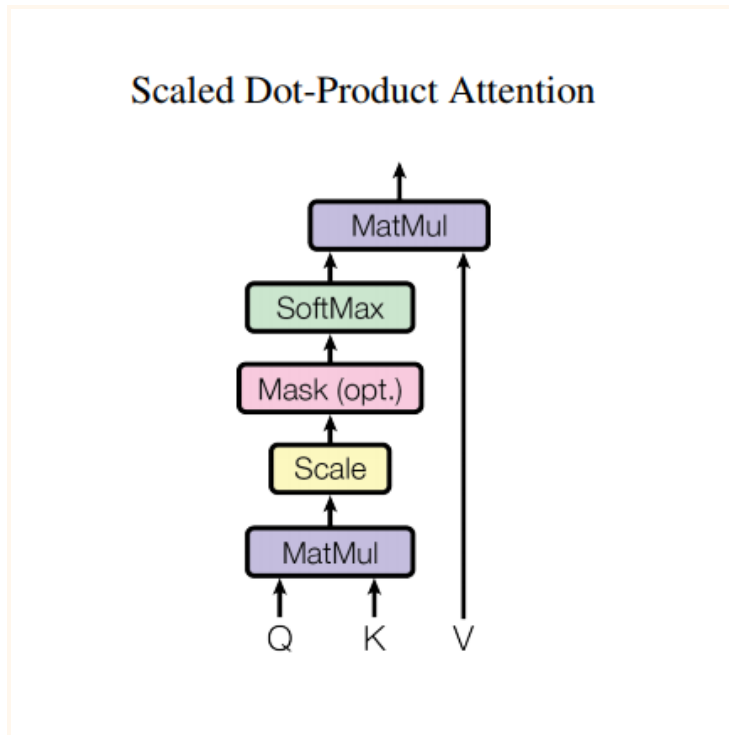 Scaled Dot-Product Attention
MatMul
SoftMax
Mask (opt.)
Scale
MatMul
Q K V